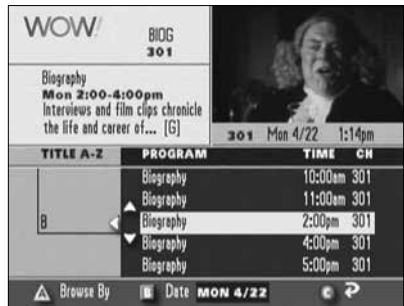 WOW!
BIOG
301
Biography
Mon 2:00-4:00pm
Interviews and film clips chronicle
the life and career of... [G]
301 Mon 4/22 1:14pm
TITLE A-Z PROGRAM TIME CH
Biography 10:00am 301
Biography 11:00am 301
B Biography 2:00pm 301
Biography 4:00pm 301
Biography 5:00pm 301
A Browse By B Date MON 4/22 C